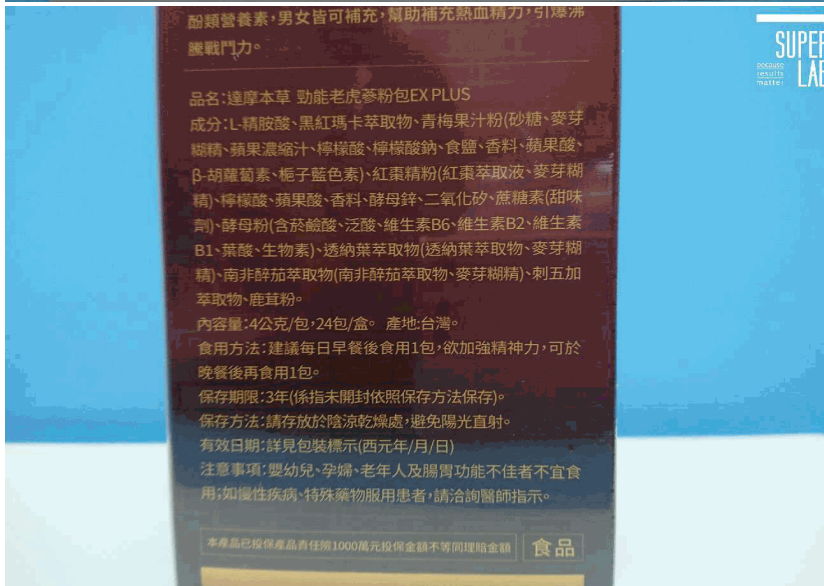 酚類營養素，男女皆可補充，幫助補充熱血精力，引爆沸
騰戰鬥力。
品名：達摩本草 勁能老虎蔘粉包EX PLUS
成分：L-精胺酸、黑紅瑪卡萃取物、青梅果汁粉(砂糖、麥芽
糊精、蘋果濃縮汁、檸檬酸、檸檬酸鈉、食鹽、香料、蘋果酸、
β-胡蘿蔔素、梔子藍色素)、紅棗精粉(紅棗萃取液、麥芽糊
精)、檸檬酸、蘋果酸、香料、酵母鋅、二氧化矽、蔗糖素(甜味
劑)、酵母粉(含菸鹼酸、泛酸、維生素B6、維生素B2、維生素
B1、葉酸、生物素)、透納葉萃取物(透納葉萃取物、麥芽糊
精)、南非醉茄萃取物(南非醉茄萃取物、麥芽糊精)、刺五加
萃取物、鹿茸粉。
內容量：4公克/包，24包/盒。 產地:台灣。
食用方法：建議每日早餐後食用1包，欲加強精神力，可於
晚餐後再食用1包。
保存期限：3年(係指未開封依照保存方法保存)。
保存方法：請存放於陰涼乾燥處，避免陽光直射。
有效日期：詳見包裝標示(西元年/月/日)
注意事項：嬰幼兒、孕婦、老年人及腸胃功能不佳者不宜食
用；如慢性疾病、特殊藥物服用患者，請洽詢醫師指示。
本產品已投保產品責任險1000萬元投保金額不等同理賠金額
食品
SUPER
LAB
because
results
matter